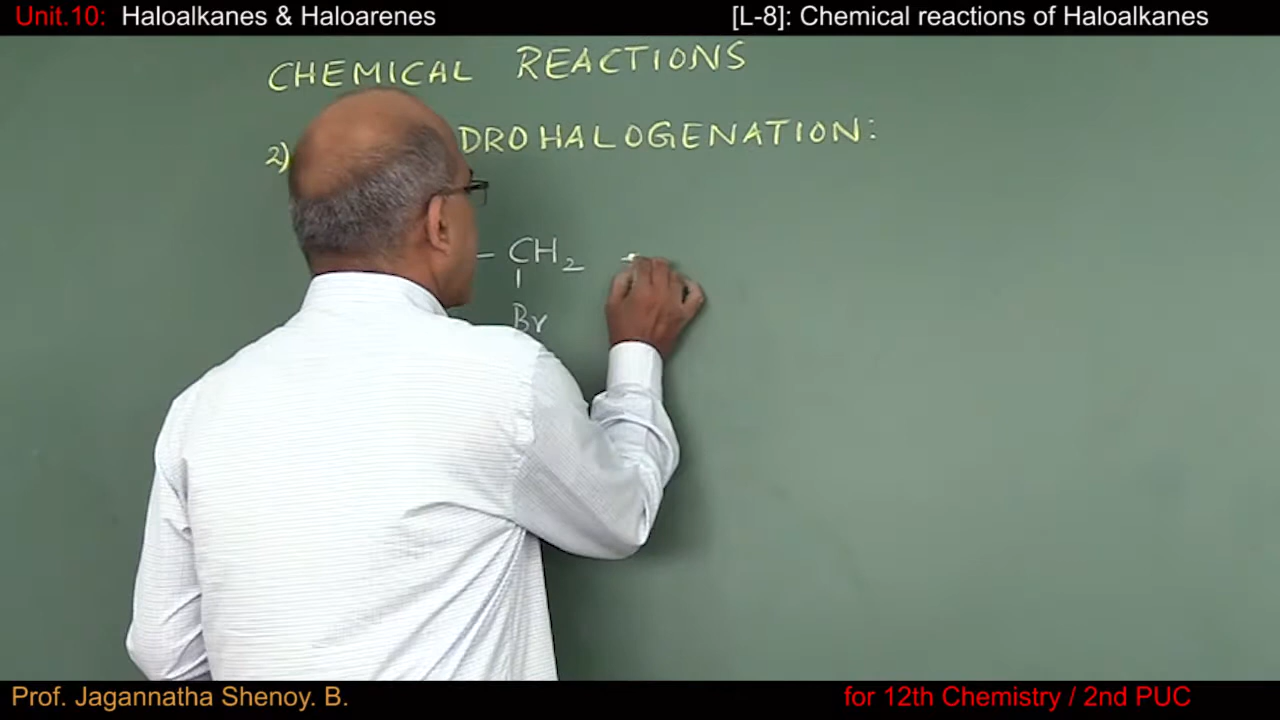 Unit.10: Haloalkanes & Haloarenes
[L-8]: Chemical reactions of Haloalkanes
CHEMICAL REACTIONS
2) DROHALOGENATION:
– CH₂
Br
Prof. Jagannatha Shenoy. B.
for 12th Chemistry / 2nd PUC